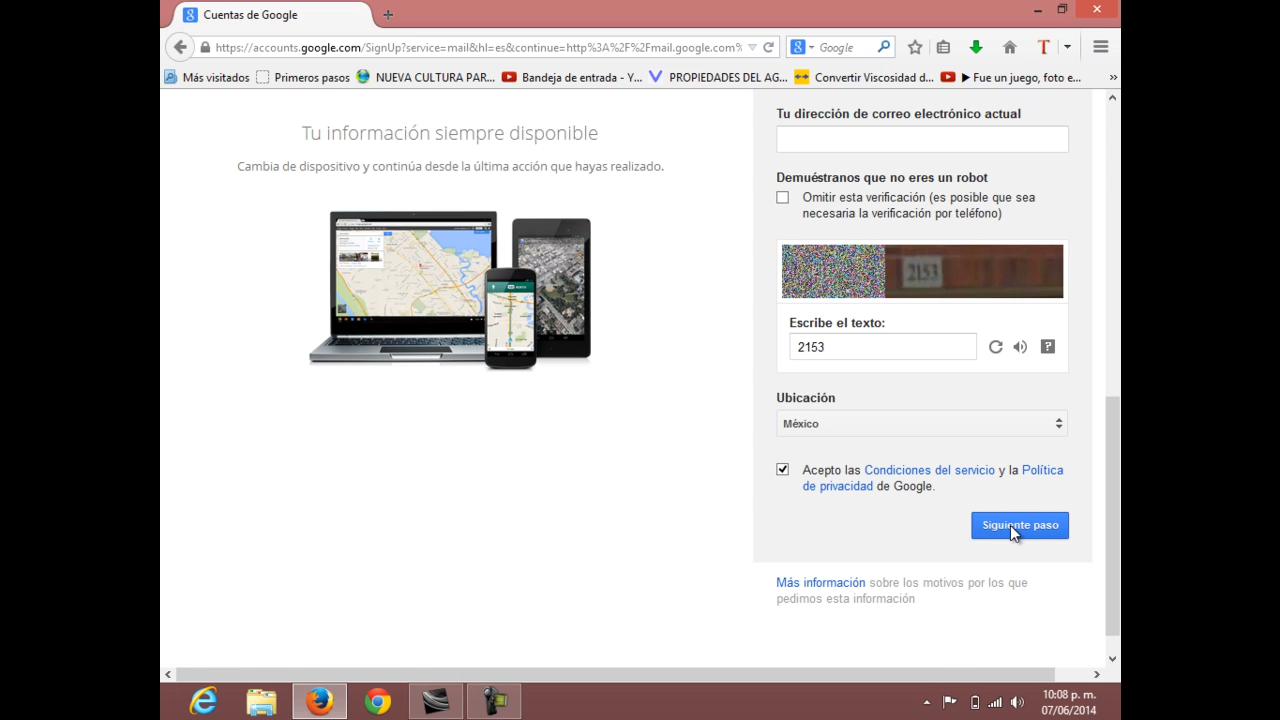 Cuentas de Google
https://accounts.google.com/SignUp?service=mail&hl=es&continue=http%3A%2F%2Fmail.google.com%
Google
Más visitados Primeros pasos NUEVA CULTURA PAR... Bandeja de entrada - Y... PROPIEDADES DEL AG... Convertir Viscosidad d... ▶ Fue un juego, foto e... »
Tu información siempre disponible
Cambia de dispositivo y continúa desde la última acción que hayas realizado.
Tu dirección de correo electrónico actual
Demuéstranos que no eres un robot
Omitir esta verificación (es posible que sea
necesaria la verificación por teléfono)
2153
Escribe el texto:
2153
Ubicación
México
Acepto las Condiciones del servicio y la Política
de privacidad de Google.
Siguiente paso
Más información sobre los motivos por los que
pedimos esta información
10:08 p. m.
07/06/2014